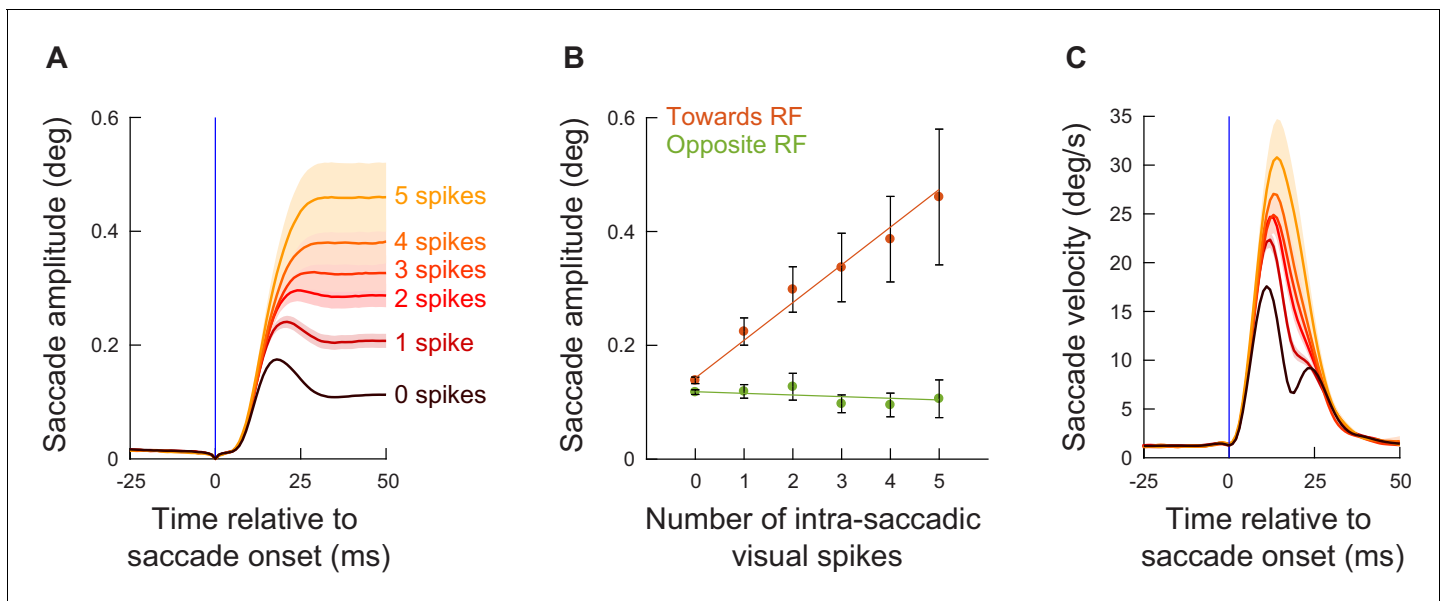 A
Saccade amplitude (deg)
0.6
0.4
0.2
0
-25
0
25
50
Time relative to
saccade onset (ms)
5 spikes
4 spikes
3 spikes
2 spikes
1 spike
0 spikes
B
Saccade amplitude (deg)
0.6
0.4
0.2
0
Towards RF
Opposite RF
0 1 2 3 4 5
Number of intra-saccadic
visual spikes
C
Saccade velocity (deg/s)
35
30
25
20
15
10
5
0
-25
0
25
50
Time relative to
saccade onset (ms)